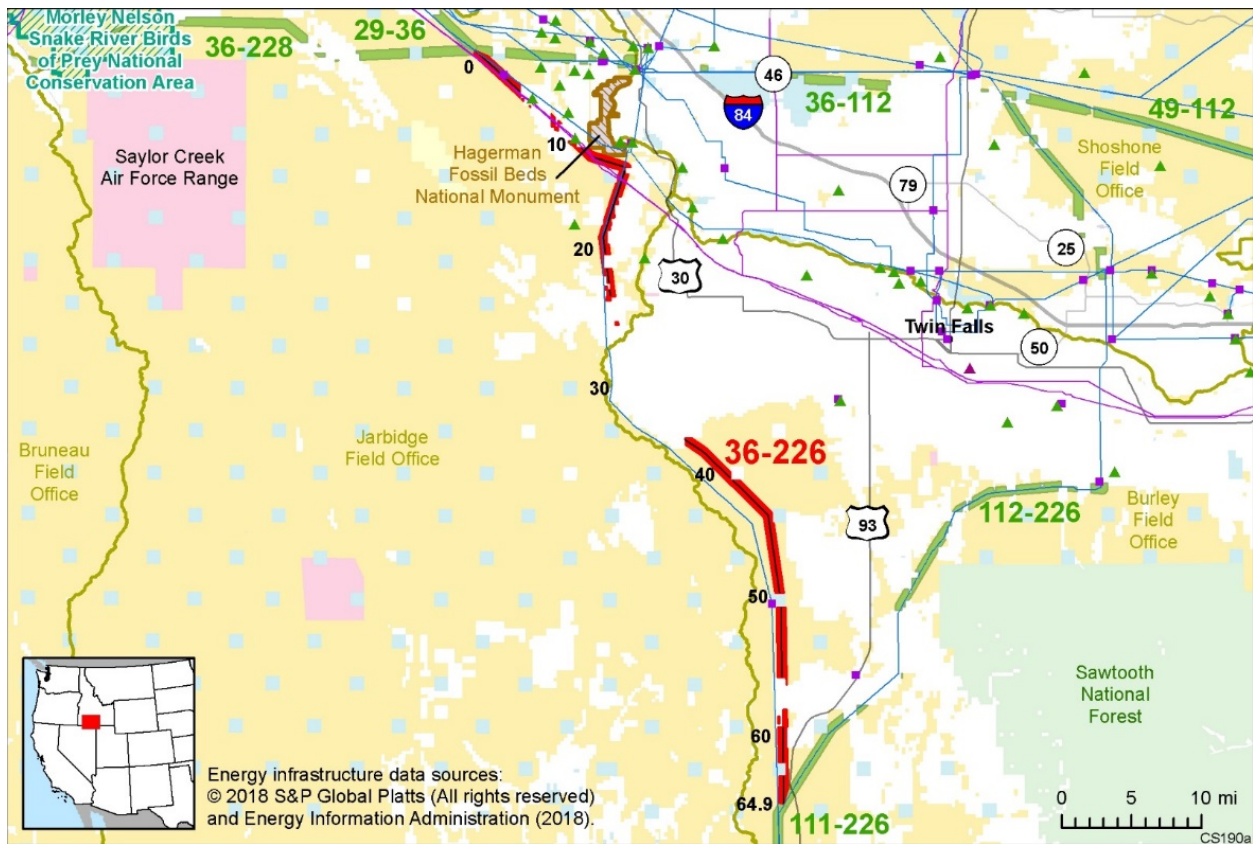 Morley Nelson
Snake River Birds
of Prey National
Conservation Area
36-228
29-36
0
46
84
36-112
49-112
Saylor Creek
Air Force Range
10
Hagerman
Fossil Beds
National Monument
79
Shoshone
Field
Office
20
30
25
Twin Falls
50
30
Bruneau
Field
Office
Jarbidge
Field Office
36-226
40
93
112-226
Burley
Field
Office
50
60
64.9
111-226
Sawtooth
National
Forest
Energy infrastructure data sources:
© 2018 S&P Global Platts (All rights reserved)
and Energy Information Administration (2018).
0 5 10 mi
CS190a